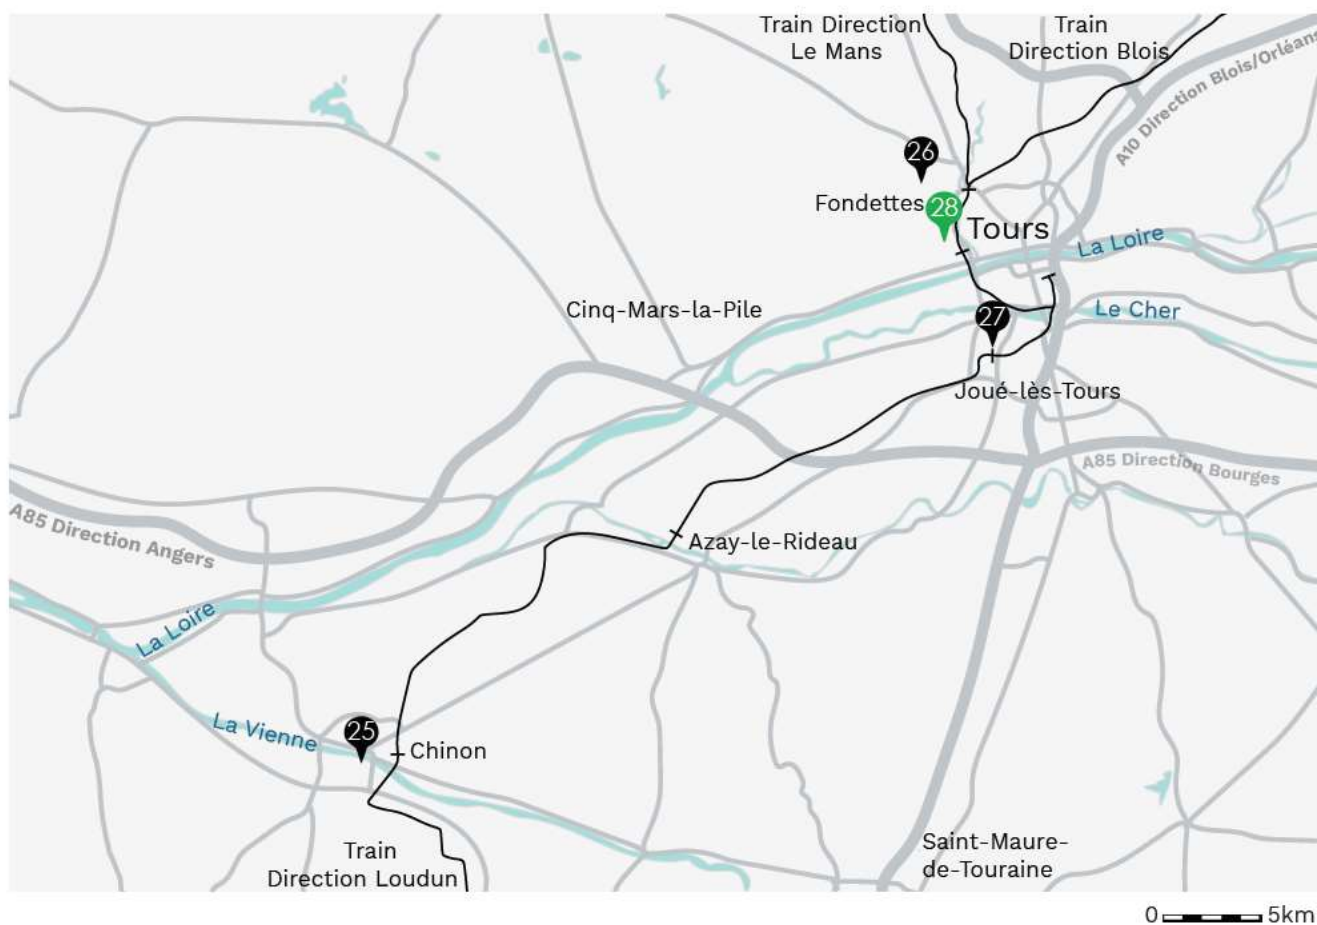 Train Direction
Le Mans
Train
Direction Blois
A10 Direction Blois/Orléans
26
Fondettes
28
Tours
La Loire
Cinq-Mars-la-Pile
27
Le Cher
Joué-lès-Tours
A85 Direction Bourges
A85 Direction Angers
Azay-le-Rideau
La Loire
La Vienne
25
Chinon
Train
Direction Loudun
Saint-Maure-
de-Touraine
0 5km